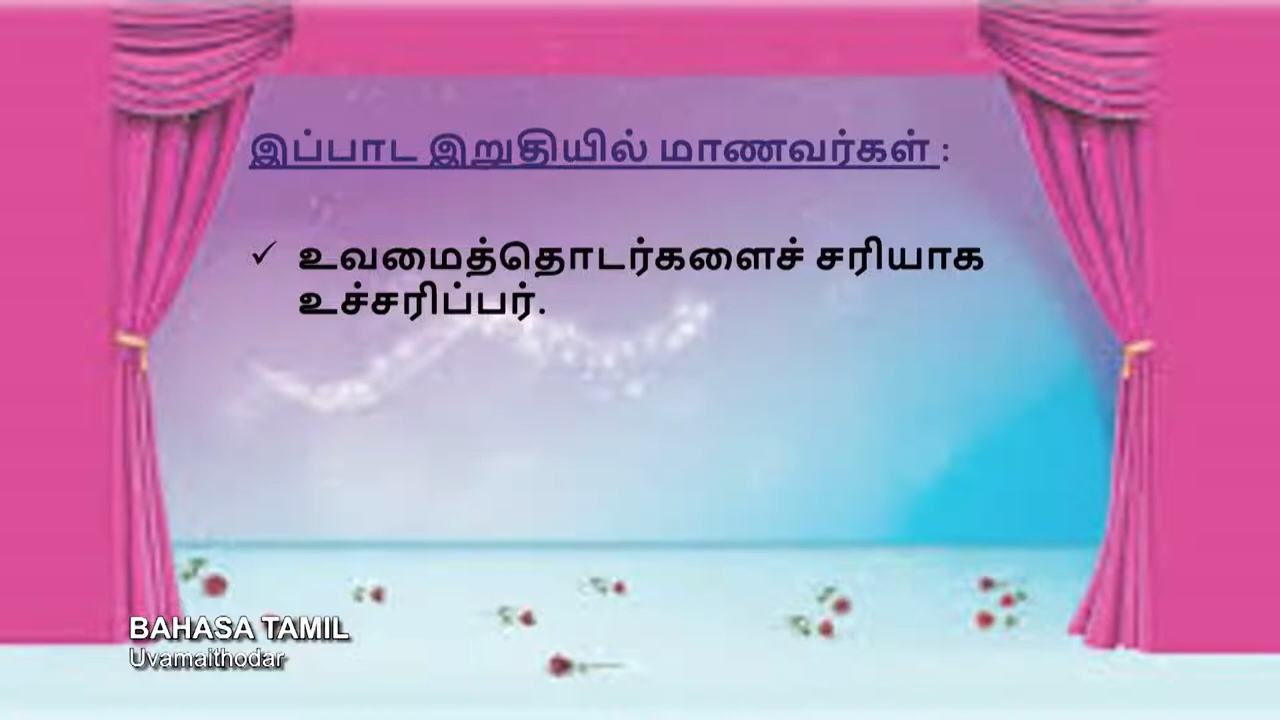 இப்பாட இறுதியில் மாணவர்கள் :
✓ உவமைத்தொடர்களைச் சரியாக
உச்சரிப்பர்.
BAHASA TAMIL
Uvamaithodar